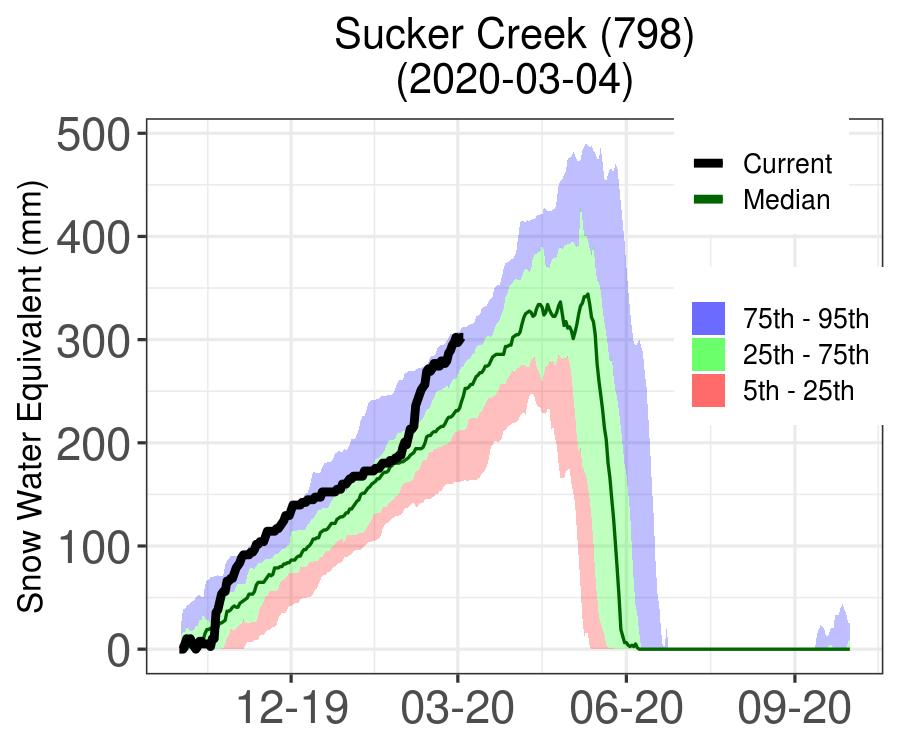 Sucker Creek (798)
(2020-03-04)
Snow Water Equivalent (mm)
500
400
300
200
100
0
12-19
03-20
06-20
09-20
Current
Median
75th - 95th
25th - 75th
5th - 25th